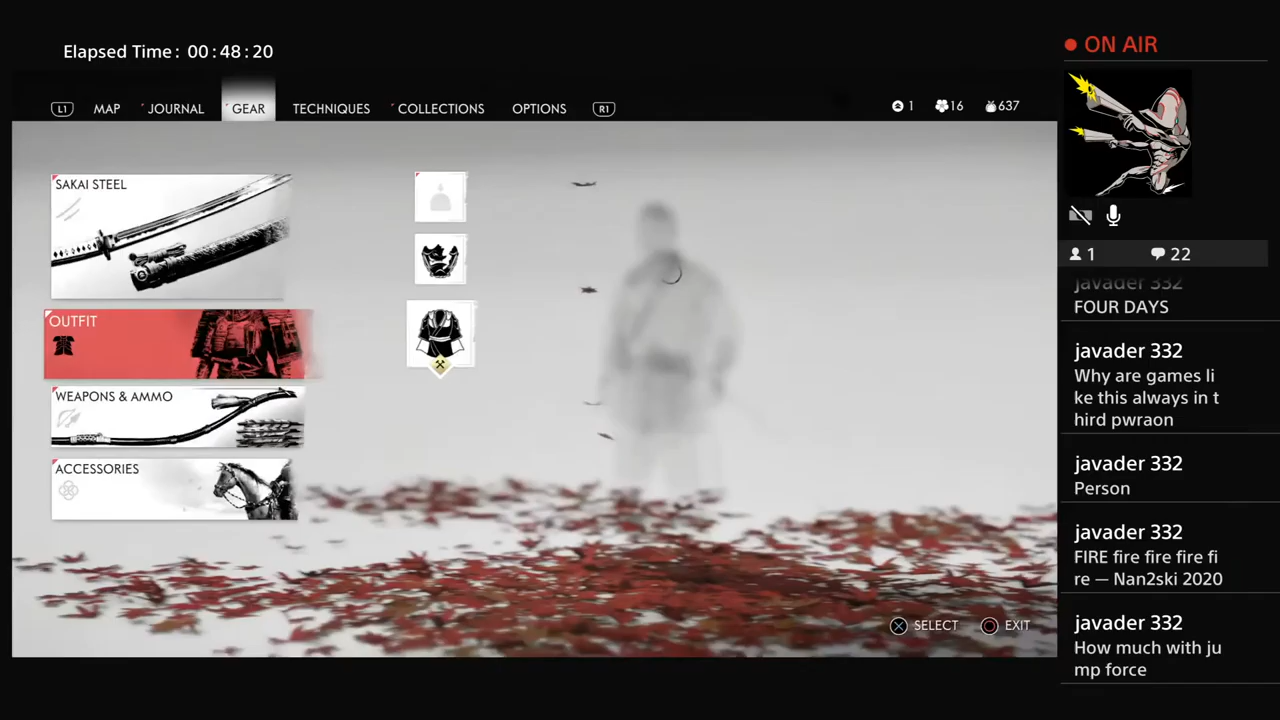 Elapsed Time: 00:48:20
L1 MAP JOURNAL GEAR TECHNIQUES COLLECTIONS OPTIONS R1
1 16 637
SAKAI STEEL
OUTFIT
WEAPONS & AMMO
ACCESSORIES
SELECT EXIT
ON AIR
1 22
javader 332
FOUR DAYS
javader 332
Why are games li
ke this always in t
hird pwraon
javader 332
Person
javader 332
FIRE fire fire fire fi
re — Nan2ski 2020
javader 332
How much with ju
mp force